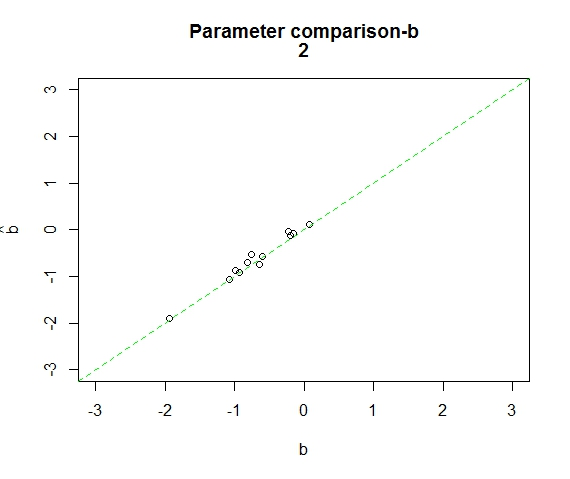 Parameter comparison-b
2
3
2
1
0
-1
-2
-3
b̂
-3 -2 -1 0 1 2 3
b